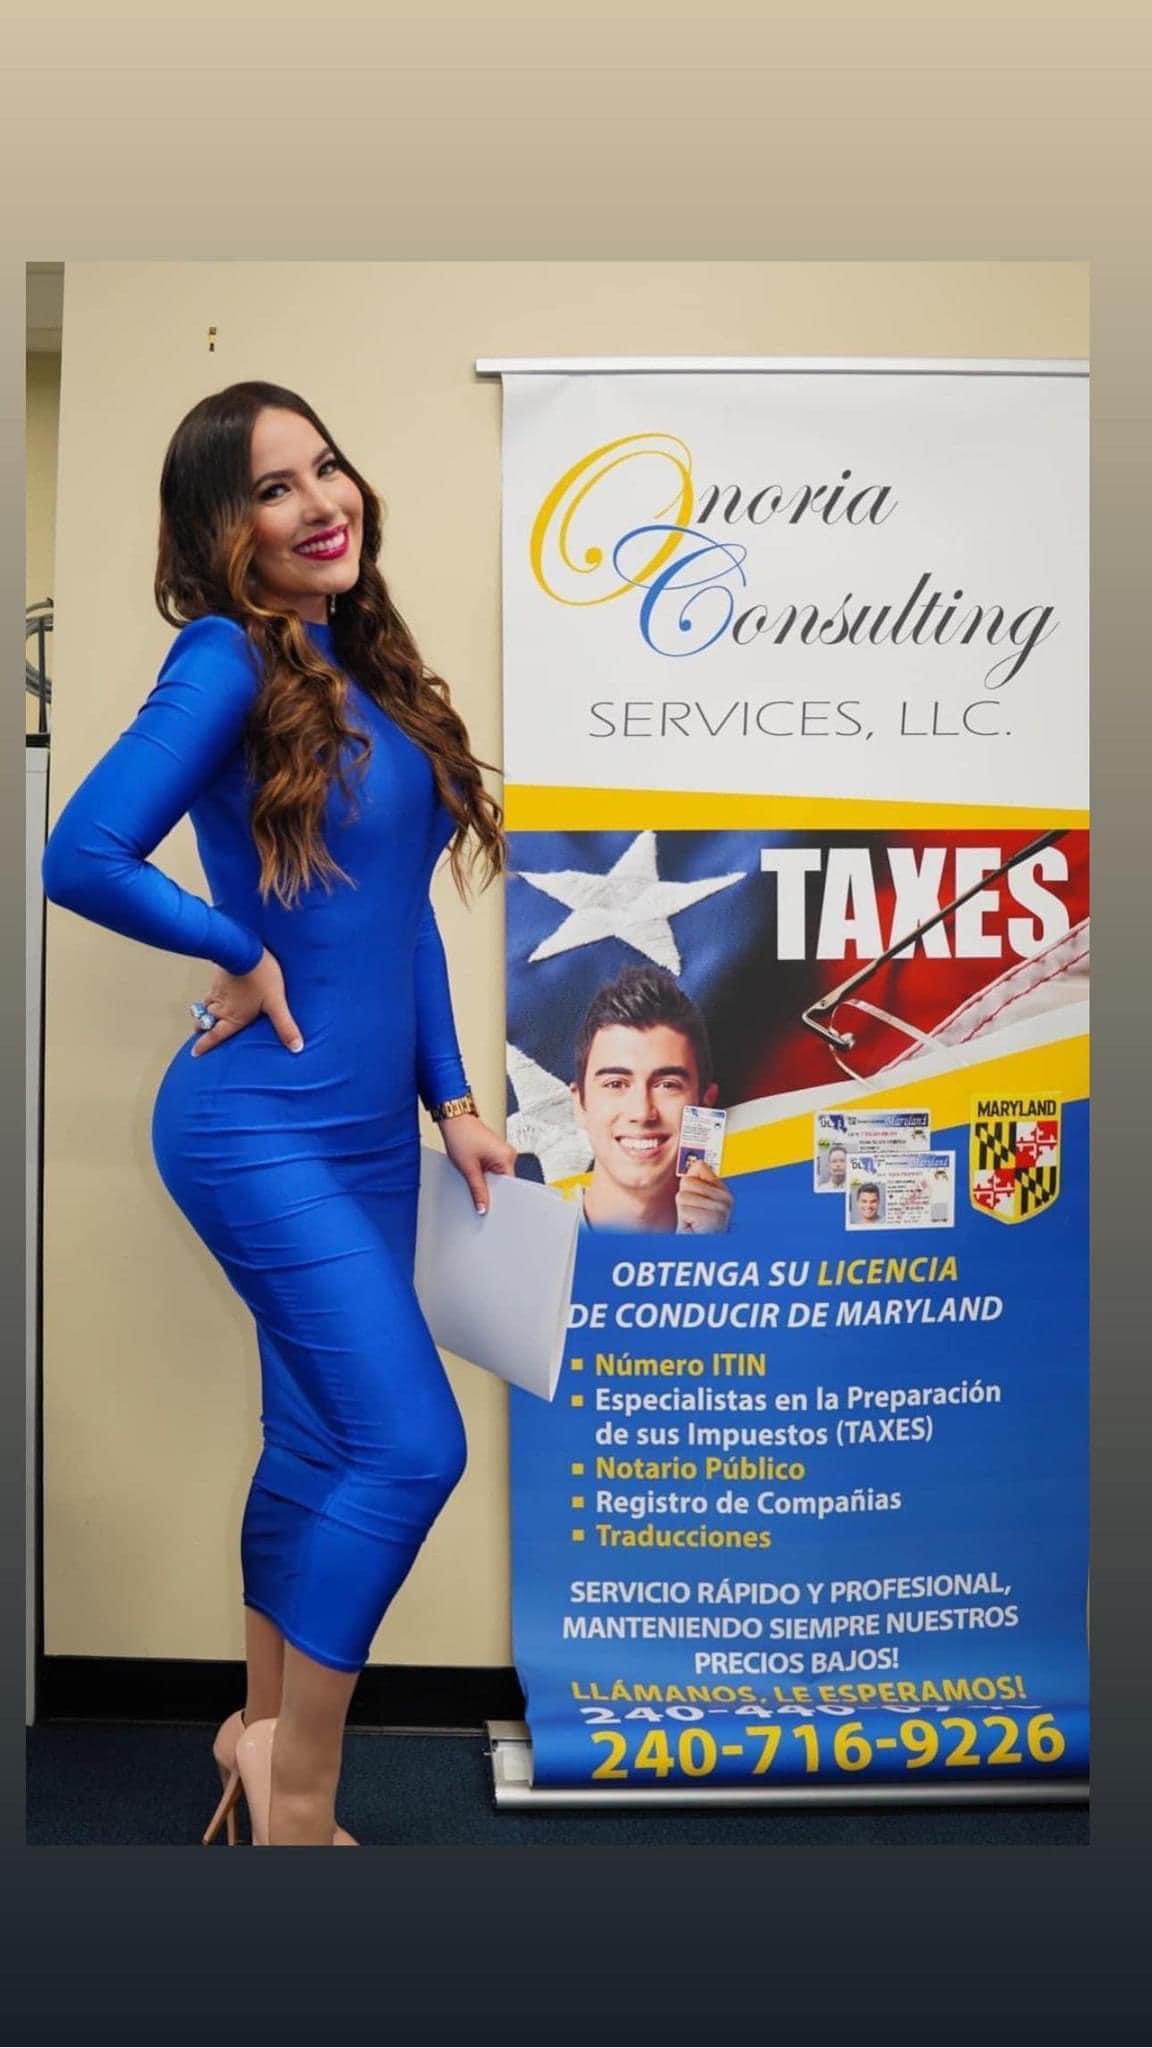 Onoria
Consulting
SERVICES, LLC.
TAXES
MARYLAND
OBTENGA SU LICENCIA
DE CONDUCIR DE MARYLAND
▪ Número ITIN
▪ Especialistas en la Preparación
de sus Impuestos (TAXES)
▪ Notario Público
▪ Registro de Compañias
▪ Traducciones
SERVICIO RÁPIDO Y PROFESIONAL,
MANTENIENDO SIEMPRE NUESTROS
PRECIOS BAJOS!
LLÁMANOS, LE ESPERAMOS!
240-716-9226